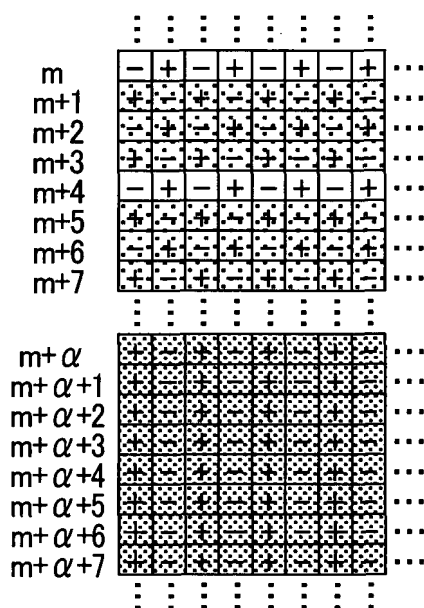 m − + − + − + − + ...
m+1 + − + − + − + −
m+2 − + − + − + − +
m+3 + − + − + − + −
m+4 − + − + − + − + ...
m+5 + − + − + − + −
m+6 − + − + − + − +
m+7 + − + − + − + − ...
m+α + − + − + − + − ...
m+α+1 + − + − + − + − ...
m+α+2 + − + − + − + −
m+α+3 + − + − + − + −
m+α+4 + − + − + − + − ...
m+α+5 + − + − + − + −
m+α+6 + − + − + − + −
m+α+7 + − + − + − + − ...